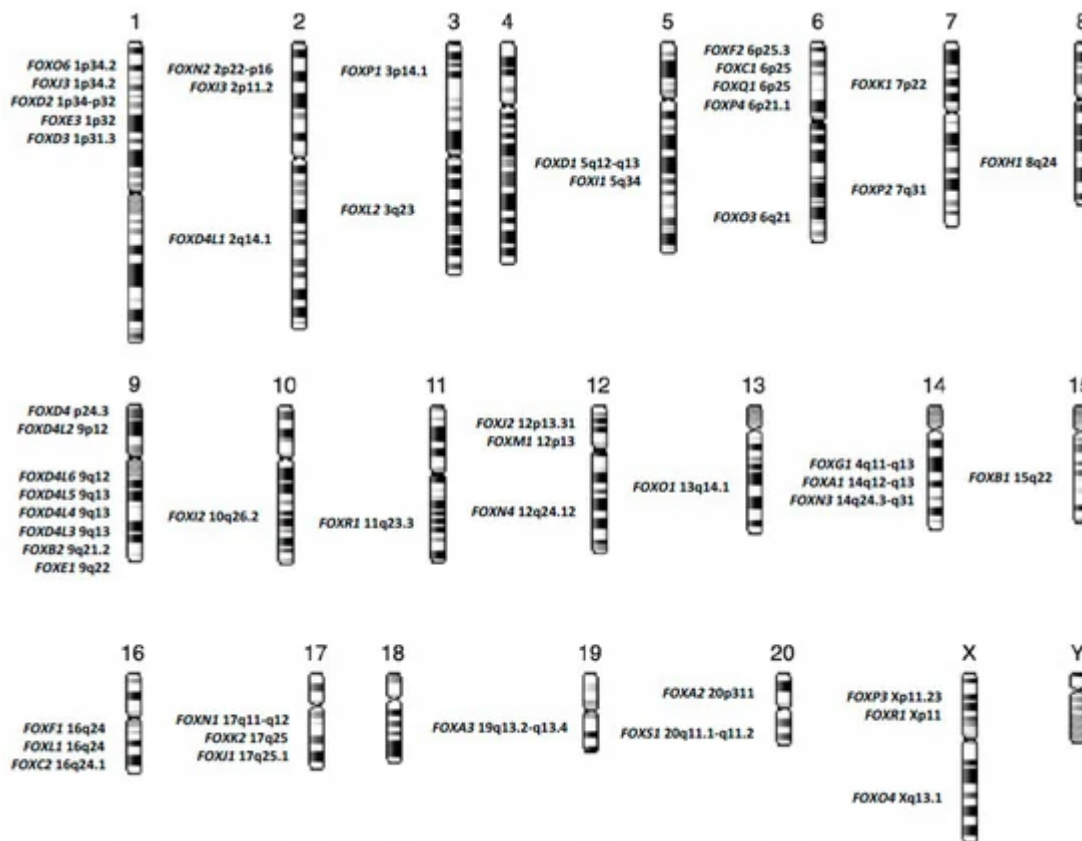 1 2 3 4 5 6 7 8
FOXO6 1p34.2
FOXJ3 1p34.2
FOXD2 1p34-p32
FOXE3 1p32
FOXD3 1p31.3
FOXN2 2p22-p16
FOXI3 2p11.2
FOXD4L1 2q14.1
FOXP1 3p14.1
FOXL2 3q23
FOXD1 5q12-q13
FOXI1 5q34
FOXF2 6p25.3
FOXC1 6p25
FOXQ1 6p25
FOXP4 6p21.1
FOXO3 6q21
FOXK1 7p22
FOXP2 7q31
FOXH1 8q24
9 10 11 12 13 14 15
FOXD4 p24.3
FOXD4L2 9p12
FOXD4L6 9q12
FOXD4L5 9q13
FOXD4L4 9q13
FOXD4L3 9q13
FOXB2 9q21.2
FOXE1 9q22
FOXI2 10q26.2
FOXR1 11q23.3
FOXJ2 12p13.31
FOXM1 12p13
FOXN4 12q24.12
FOXO1 13q14.1
FOXG1 4q11-q13
FOXA1 14q12-q13
FOXN3 14q24.3-q31
FOXB1 15q22
16 17 18 19 20 X Y
FOXF1 16q24
FOXL1 16q24
FOXC2 16q24.1
FOXN1 17q11-q12
FOXK2 17q25
FOXJ1 17q25.1
FOXA3 19q13.2-q13.4
FOXA2 20p311
FOXS1 20q11.1-q11.2
FOXP3 Xp11.23
FOXR1 Xp11
FOXO4 Xq13.1